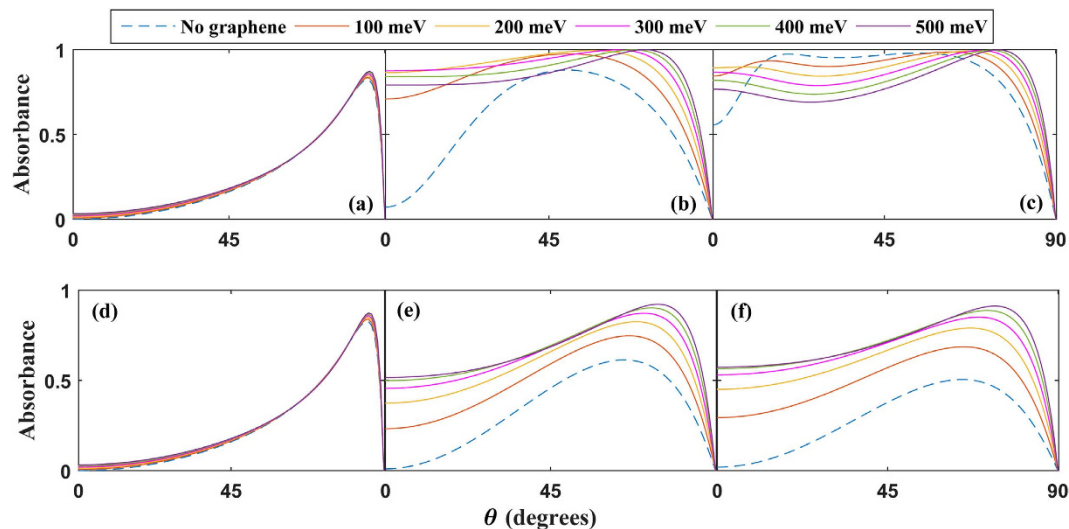 No graphene 100 meV 200 meV 300 meV 400 meV 500 meV
1
Absorbance
0.5
0
(a) (b) (c)
0 45 0 45 0 45 90
1
Absorbance
0.5
0
(d) (e) (f)
0 45 0 45 0 45 90
θ (degrees)